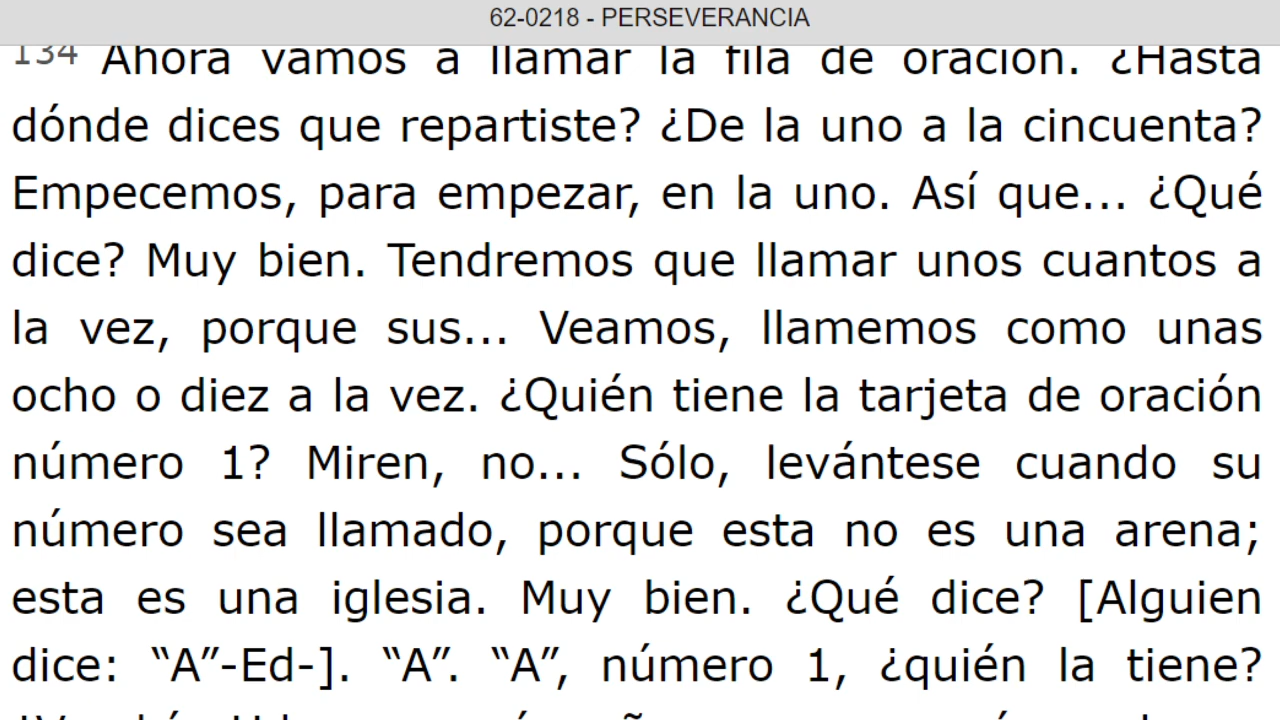 62-0218 - PERSEVERANCIA
134 Ahora vamos a llamar la fila de oración. ¿Hasta
dónde dices que repartiste? ¿De la uno a la cincuenta?
Empecemos, para empezar, en la uno. Así que... ¿Qué
dice? Muy bien. Tendremos que llamar unos cuantos a
la vez, porque sus... Veamos, llamemos como unas
ocho o diez a la vez. ¿Quién tiene la tarjeta de oración
número 1? Miren, no... Sólo, levántese cuando su
número sea llamado, porque esta no es una arena;
esta es una iglesia. Muy bien. ¿Qué dice? [Alguien
dice: “A”-Ed-]. “A”. “A”, número 1, ¿quién la tiene?